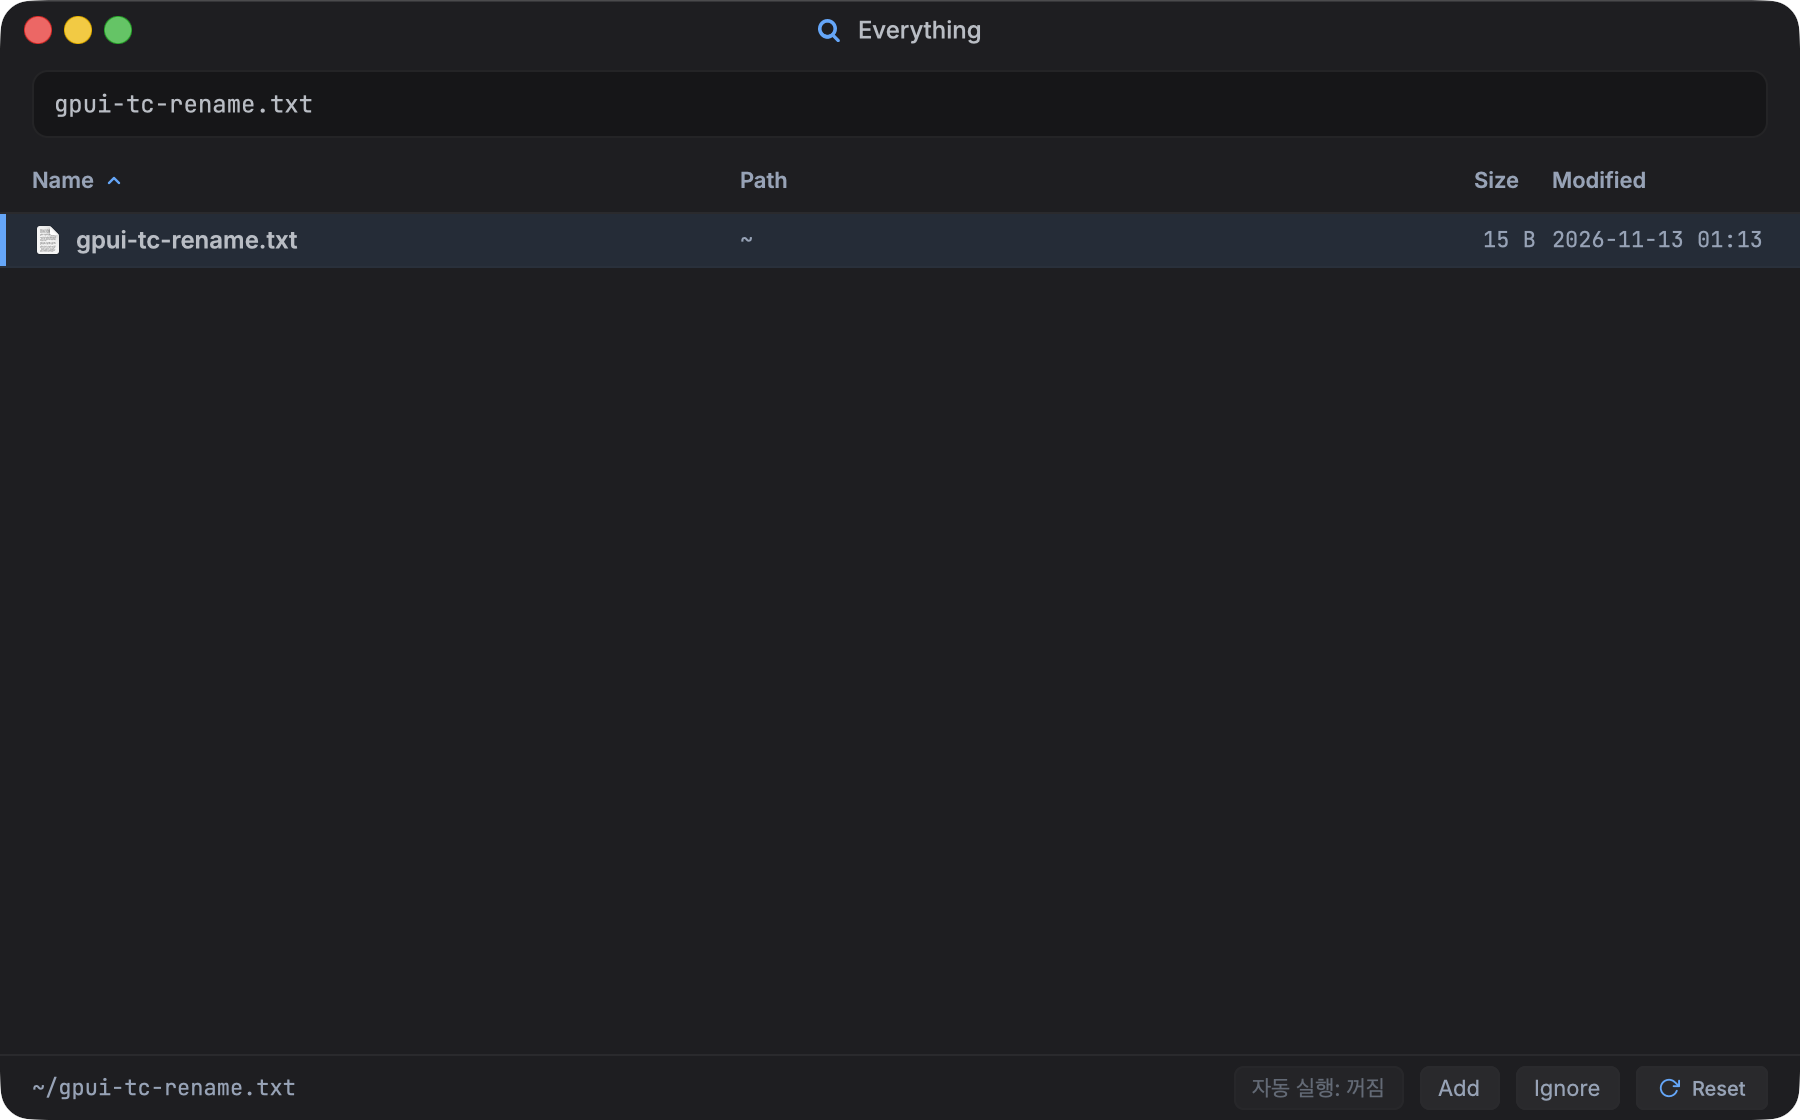 Everything
gpui-tc-rename.txt
Name Path Size Modified
gpui-tc-rename.txt ~ 15 B 2026-11-13 01:13
~/gpui-tc-rename.txt 자동 실행: 꺼짐 Add Ignore Reset